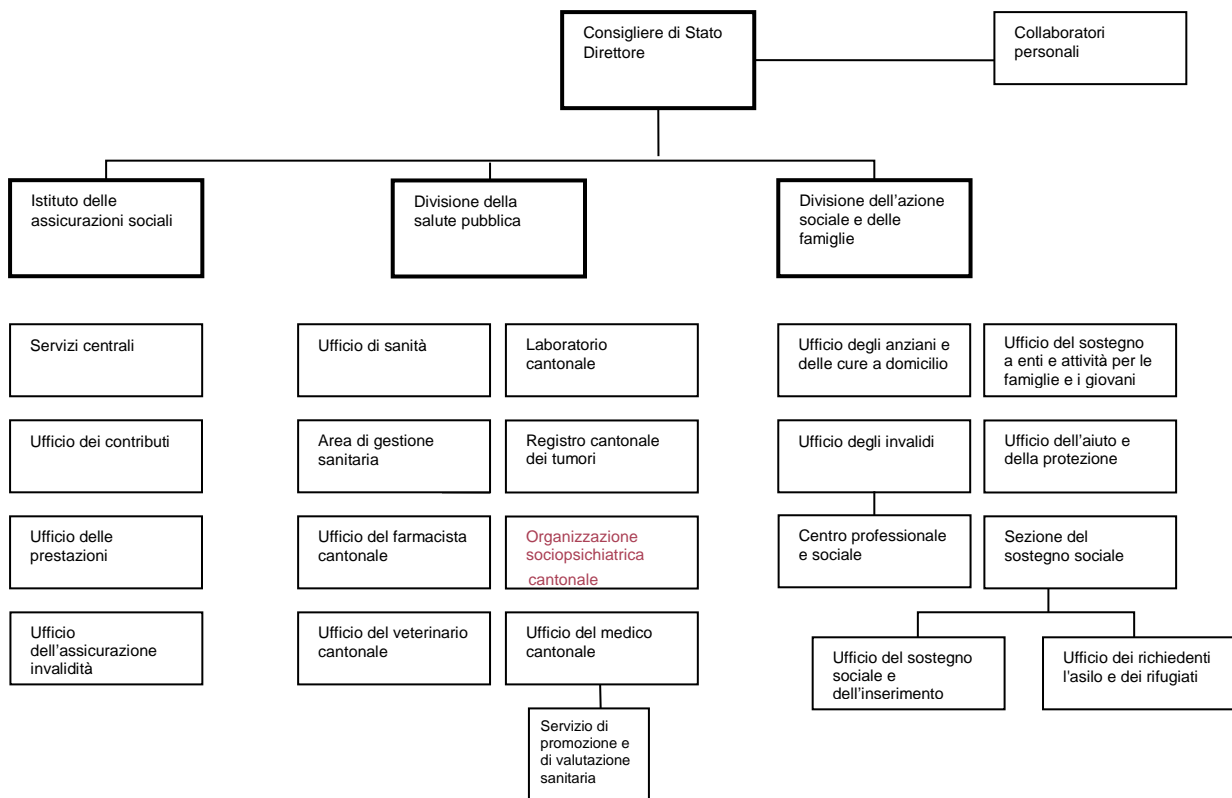 Consigliere di Stato
Direttore
Collaboratori
personali
Istituto delle
assicurazioni sociali
Divisione della
salute pubblica
Divisione dell'azione
sociale e delle
famiglie
Servizi centrali
Ufficio di sanità
Laboratorio
cantonale
Ufficio degli anziani e
delle cure a domicilio
Ufficio del sostegno
a enti e attività per le
famiglie e i giovani
Ufficio dei contributi
Area di gestione
sanitaria
Registro cantonale
dei tumori
Ufficio degli invalidi
Ufficio dell'aiuto e
della protezione
Ufficio delle
prestazioni
Ufficio del farmacista
cantonale
Organizzazione
sociopsichiatrica
cantonale
Centro professionale
e sociale
Sezione del
sostegno sociale
Ufficio
dell'assicurazione
invalidità
Ufficio del veterinario
cantonale
Ufficio del medico
cantonale
Ufficio del sostegno
sociale e
dell'inserimento
Ufficio dei richiedenti
l'asilo e dei rifugiati
Servizio di
promozione e
di valutazione
sanitaria